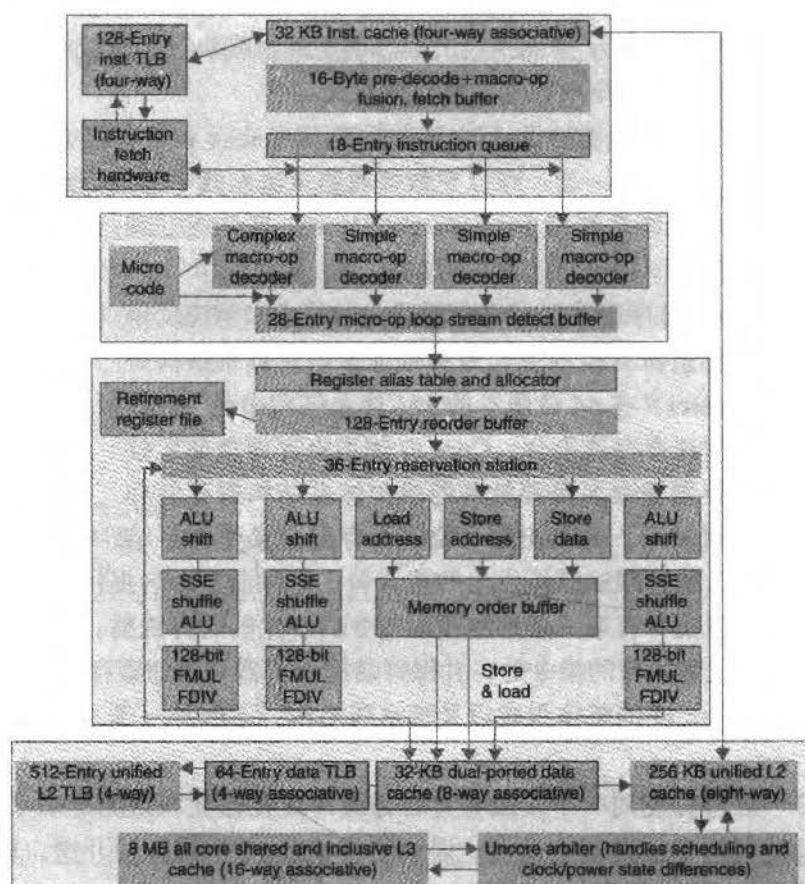 128-Entry
inst. TLB
(four-way)
32 KB Inst. cache (four-way associative)
16-Byte pre-decode+macro-op
fusion, fetch buffer
Instruction
fetch
hardware
18-Entry instruction queue
Micro
-code
Complex
macro-op
decoder
Simple
macro-op
decoder
Simple
macro-op
decoder
Simple
macro-op
decoder
28-Entry micro-op loop stream detect buffer
Register alias table and allocator
Retirement
register file
128-Entry reorder buffer
36-Entry reservation station
ALU
shift
ALU
shift
Load
address
Store
address
Store
data
ALU
shift
SSE
shuffle
ALU
SSE
shuffle
ALU
Memory order buffer
SSE
shuffle
ALU
128-bit
FMUL
FDIV
128-bit
FMUL
FDIV
Store
& load
128-bit
FMUL
FDIV
512-Entry unified
L2 TLB (4-way)
64-Entry data TLB
(4-way associative)
32-KB dual-ported data
cache (8-way associative)
256 KB unified L2
cache (eight-way)
8 MB all core shared and inclusive L3
cache (16-way associative)
Uncore arbiter (handles scheduling and
clock/power state differences)